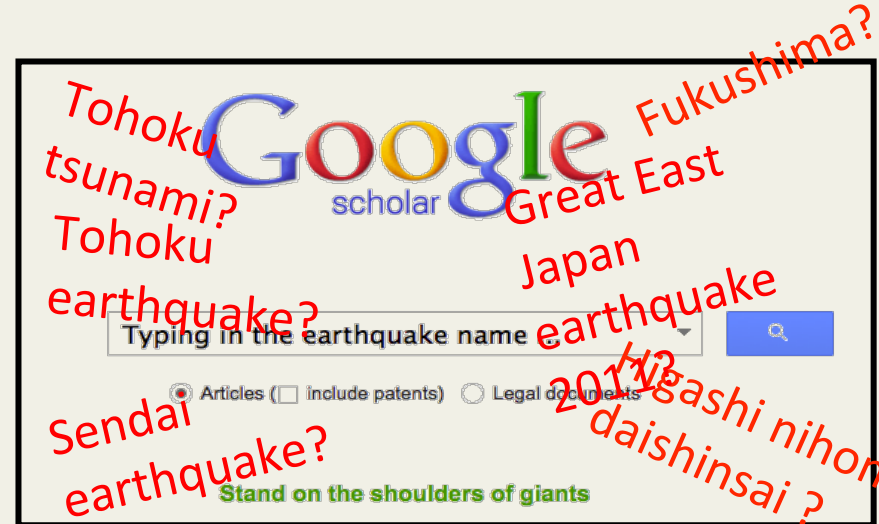 Fukushima?
Tohoku
tsunami?
Google
scholar
Great East
Japan
earthquake
2011?
Tohoku
earthquake?
Typing in the earthquake name ...
Articles ( include patents) Legal documents
Higashi nihon
daishinsai ?
Sendai
earthquake?
Stand on the shoulders of giants